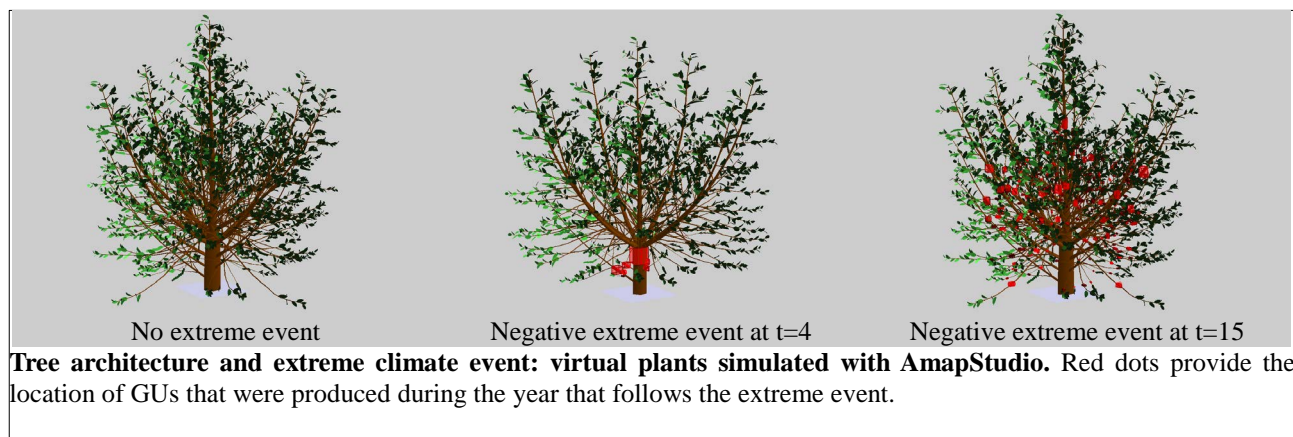 No extreme event
Negative extreme event at t=4
Negative extreme event at t=15
Tree architecture and extreme climate event: virtual plants simulated with AmapStudio. Red dots provide the
location of GUs that were produced during the year that follows the extreme event.